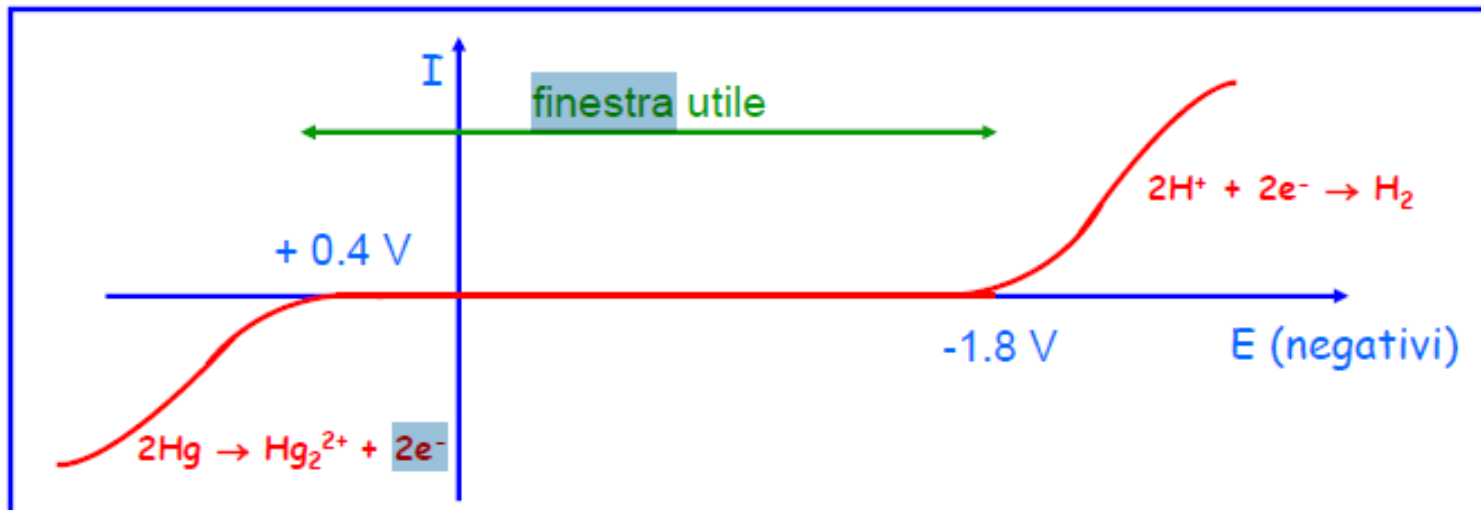 I
finestra utile
2H⁺ + 2e⁻ → H₂
+ 0.4 V
-1.8 V
E (negativi)
2Hg → Hg₂²⁺ + 2e⁻